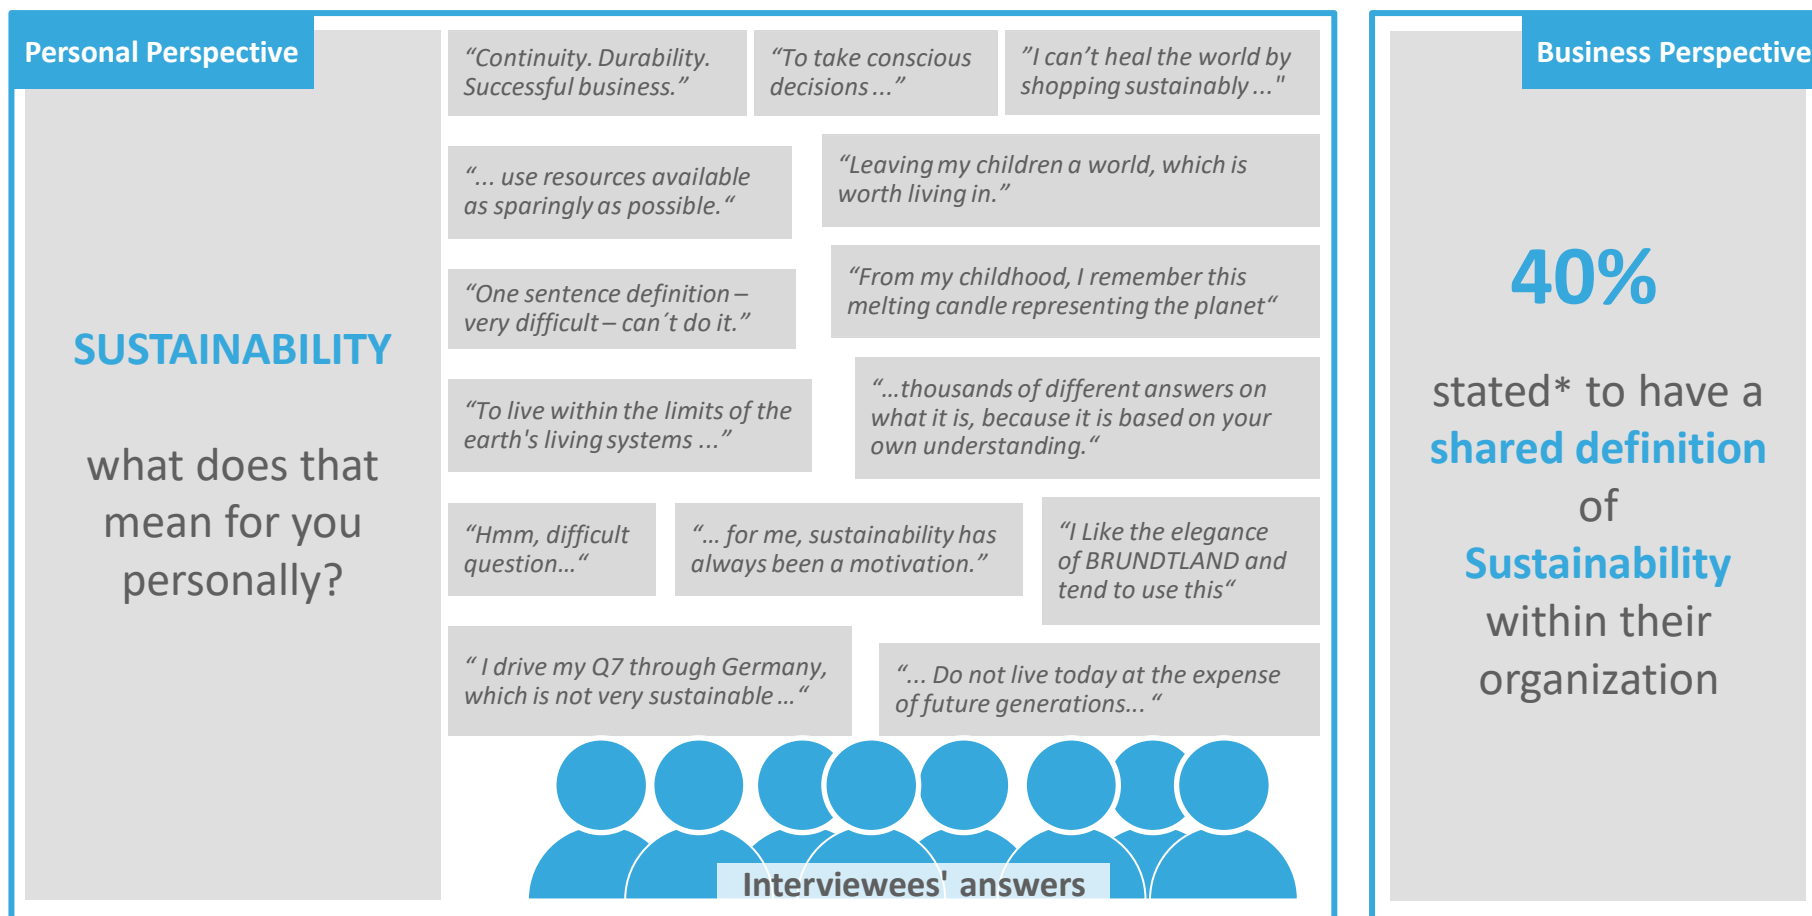 Personal Perspective
SUSTAINABILITY
what does that
mean for you
personally?
“Continuity. Durability.
Successful business.”
“To take conscious
decisions ...”
”I can’t heal the world by
shopping sustainably ..."
“... use resources available
as sparingly as possible.“
“Leaving my children a world, which is
worth living in.”
“One sentence definition –
very difficult – can´t do it.”
“From my childhood, I remember this
melting candle representing the planet“
“To live within the limits of the
earth's living systems ...”
“...thousands of different answers on
what it is, because it is based on your
own understanding.“
“Hmm, difficult
question...“
“... for me, sustainability has
always been a motivation.”
“I Like the elegance
of BRUNDTLAND and
tend to use this“
“ I drive my Q7 through Germany,
which is not very sustainable ... “
“... Do not live today at the expense
of future generations... “
Interviewees' answers
Business Perspective
40%
stated* to have a
shared definition
of
Sustainability
within their
organization